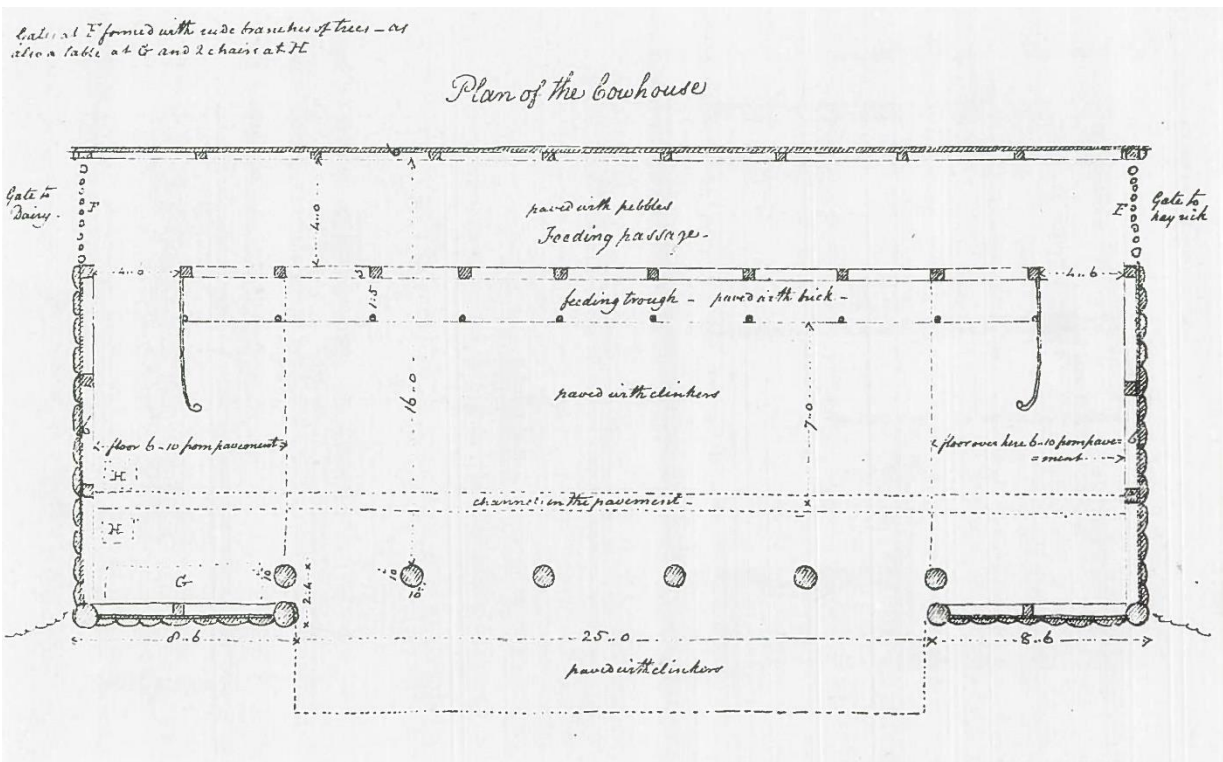 Gates at F formed with rude branches of trees – as
also a table at G and 2 chairs at H
Plan of the Cowhouse
Gate to
Dairy.
F
4..0
16..0
paved with pebbles
Feeding passage –
F
Gate to
hay rick
4..0
1.5
feeding trough – paved with brick –
4..6
paved with clinkers
7..0
floor 6-10 from pavement
floor over here 6-10 from pave=
=ment
6
H
channel in the pavement –
H
G
10
2.4
10
10
8..6
25..0
8..6
paved with clinkers